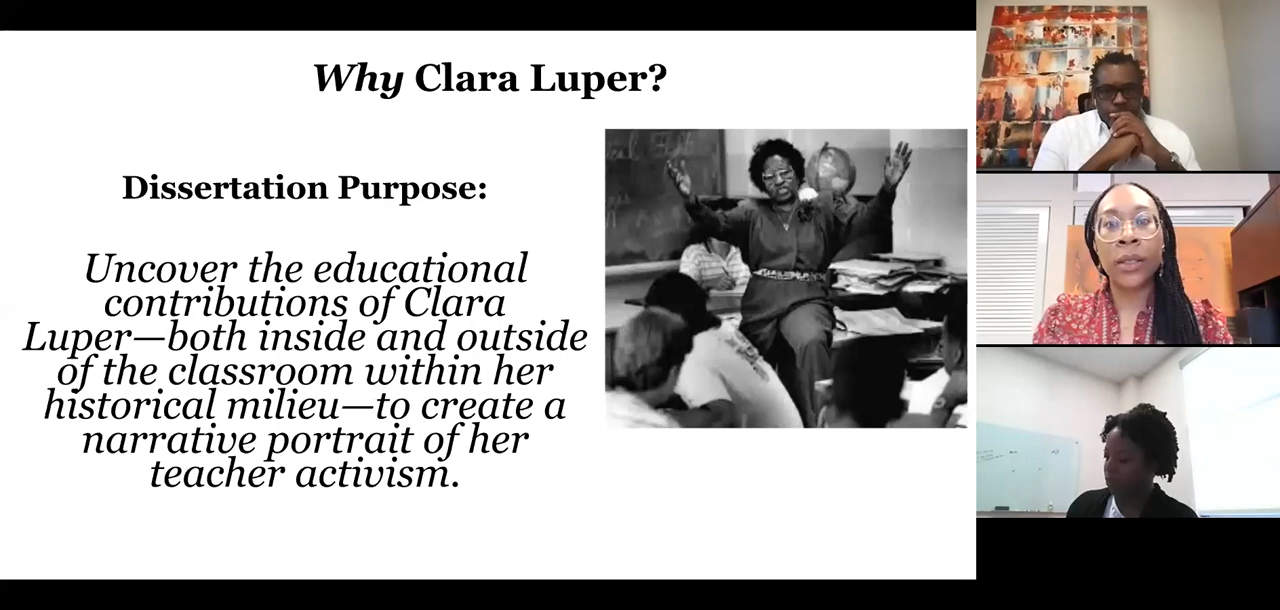 Why Clara Luper?
Dissertation Purpose:
Uncover the educational
contributions of Clara
Luper—both inside and outside
of the classroom within her
historical milieu—to create a
narrative portrait of her
teacher activism.